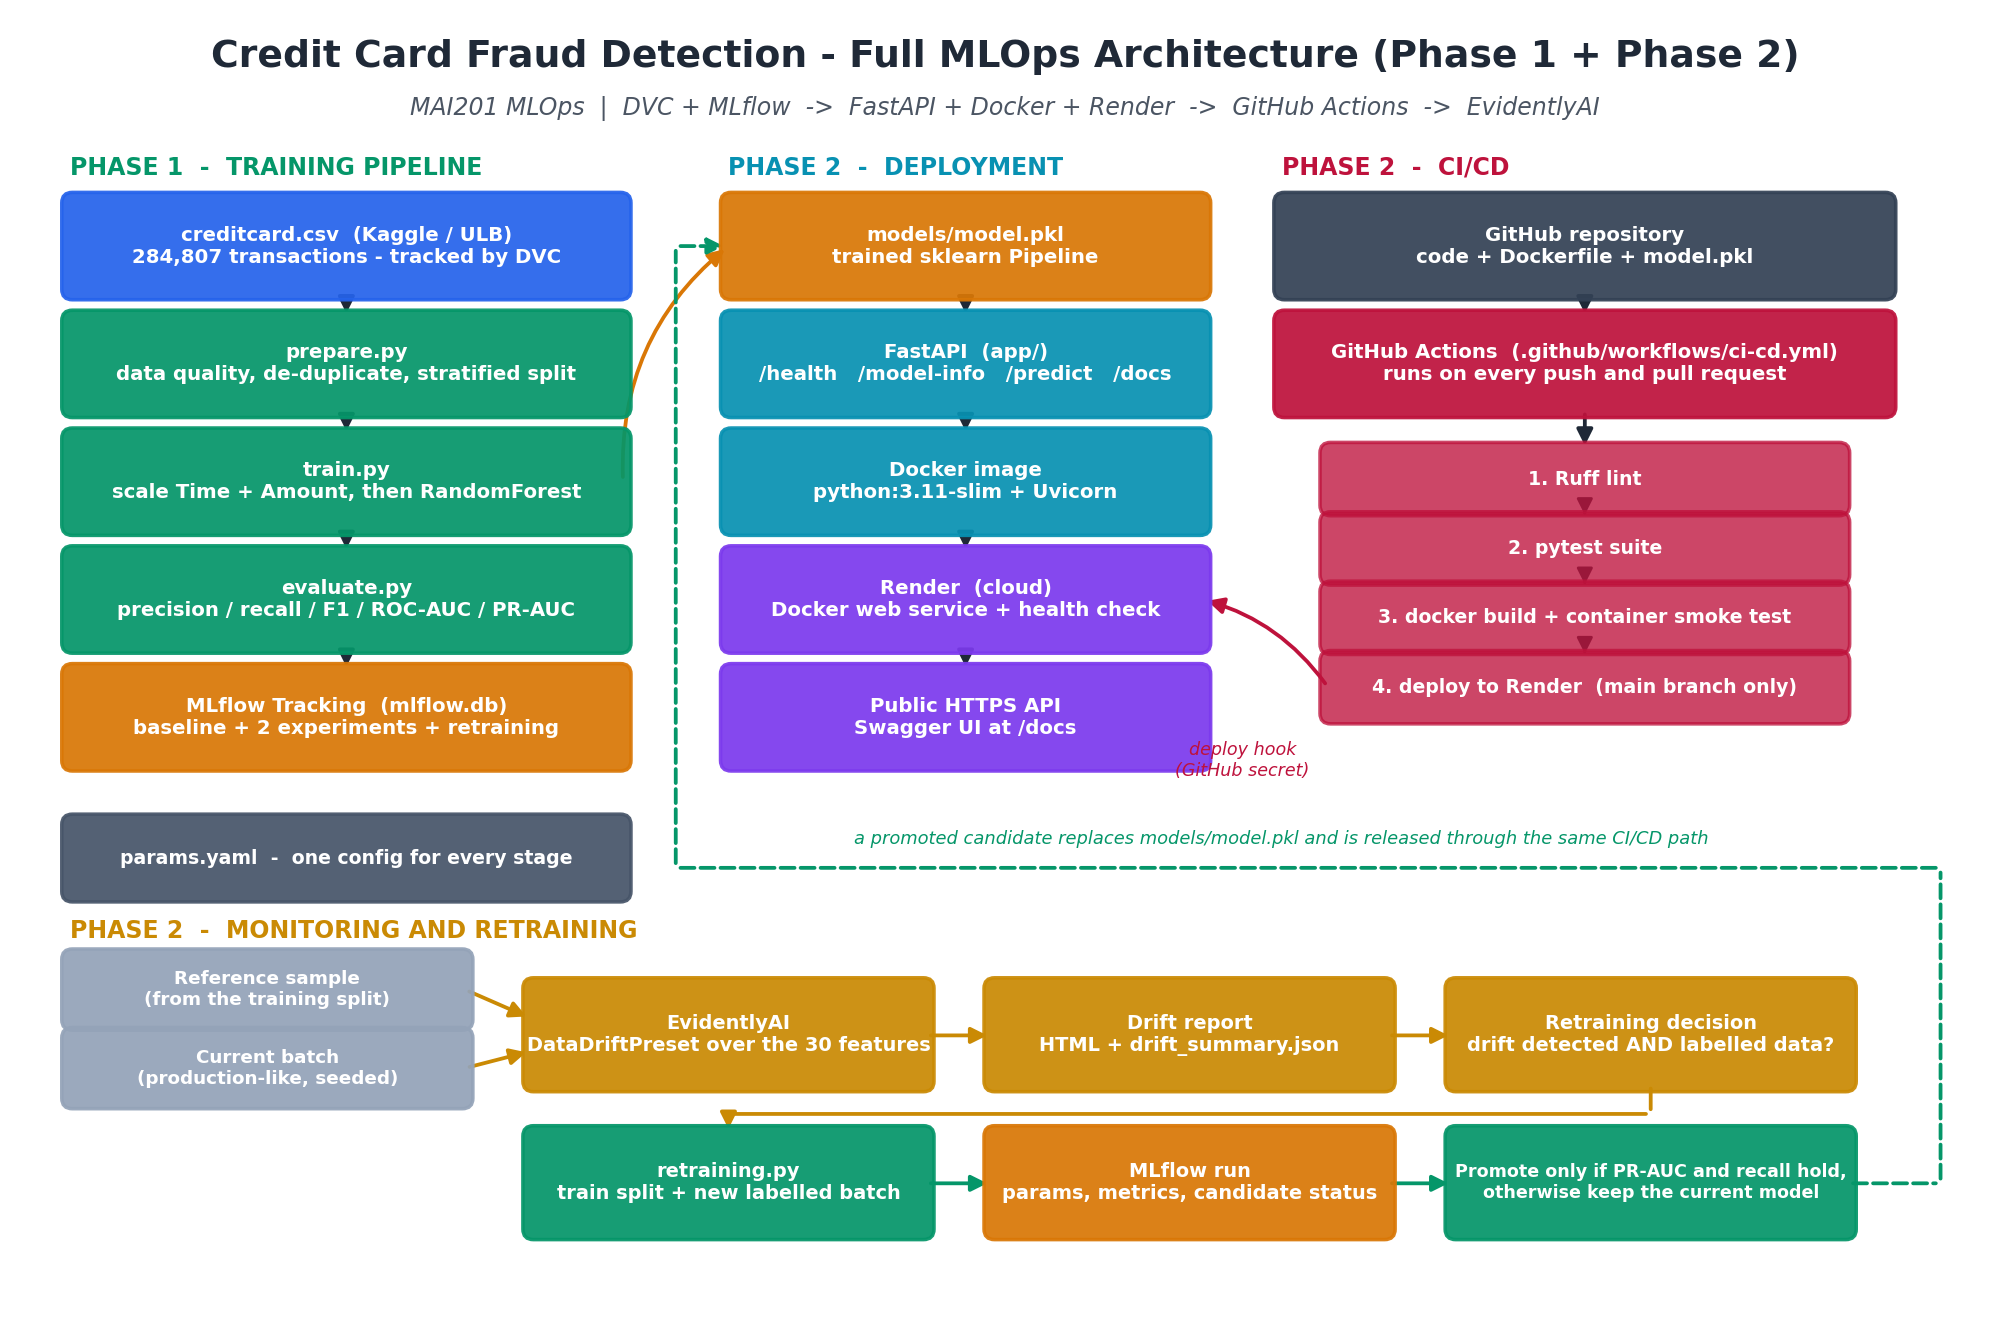 Credit Card Fraud Detection - Full MLOps Architecture (Phase 1 + Phase 2)
MAI201 MLOps | DVC + MLflow -> FastAPI + Docker + Render -> GitHub Actions -> EvidentlyAI
PHASE 1 - TRAINING PIPELINE
creditcard.csv (Kaggle / ULB)
284,807 transactions - tracked by DVC
prepare.py
data quality, de-duplicate, stratified split
train.py
scale Time + Amount, then RandomForest
evaluate.py
precision / recall / F1 / ROC-AUC / PR-AUC
MLflow Tracking (mlflow.db)
baseline + 2 experiments + retraining
params.yaml - one config for every stage
PHASE 2 - DEPLOYMENT
models/model.pkl
trained sklearn Pipeline
FastAPI (app/)
/health /model-info /predict /docs
Docker image
python:3.11-slim + Uvicorn
Render (cloud)
Docker web service + health check
Public HTTPS API
Swagger UI at /docs
PHASE 2 - CI/CD
GitHub repository
code + Dockerfile + model.pkl
GitHub Actions (.github/workflows/ci-cd.yml)
runs on every push and pull request
1. Ruff lint
2. pytest suite
3. docker build + container smoke test
4. deploy to Render (main branch only)
deploy hook
(GitHub secret)
a promoted candidate replaces models/model.pkl and is released through the same CI/CD path
PHASE 2 - MONITORING AND RETRAINING
Reference sample
(from the training split)
Current batch
(production-like, seeded)
EvidentlyAI
DataDriftPreset over the 30 features
Drift report
HTML + drift_summary.json
Retraining decision
drift detected AND labelled data?
retraining.py
train split + new labelled batch
MLflow run
params, metrics, candidate status
Promote only if PR-AUC and recall hold,
otherwise keep the current model